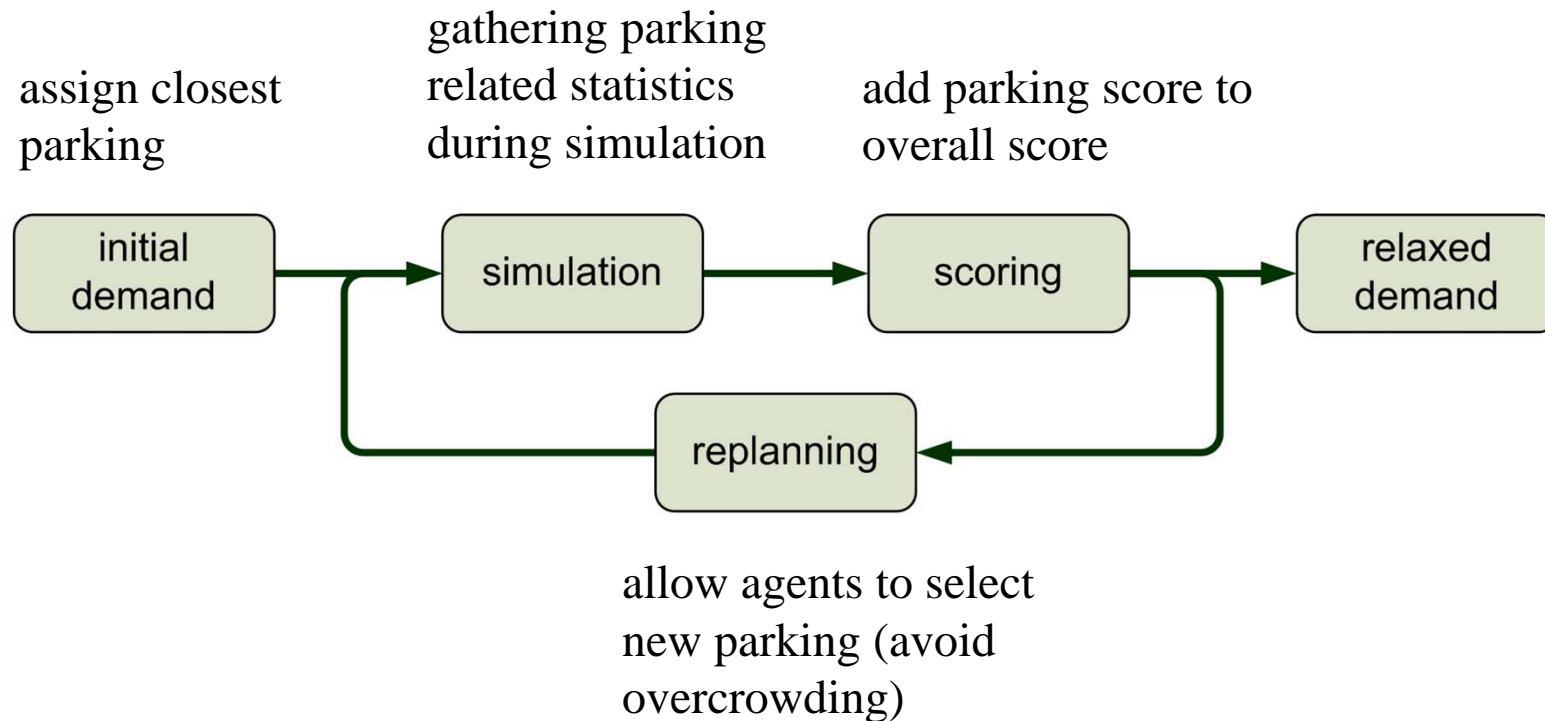 assign closest
parking
gathering parking
related statistics
during simulation
add parking score to
overall score
initial
demand
simulation
scoring
relaxed
demand
replanning
allow agents to select
new parking (avoid
overcrowding)